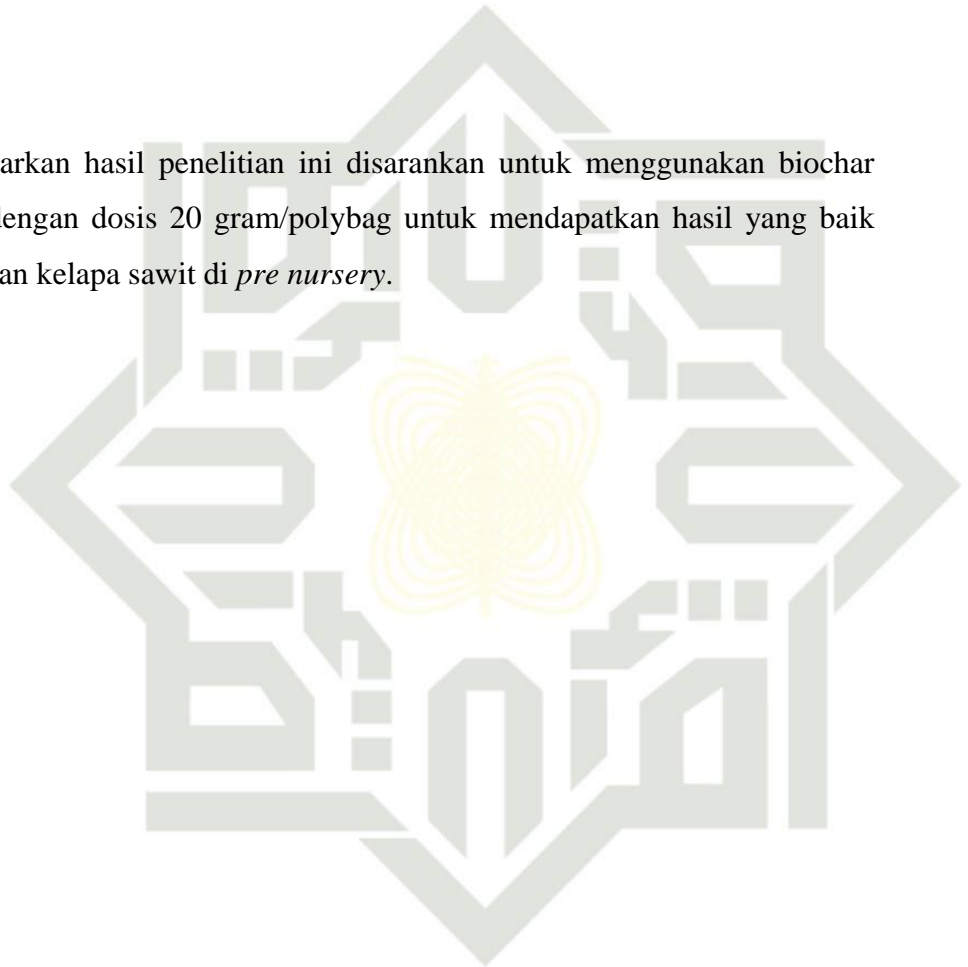 arkan hasil penelitian ini disarankan untuk menggunakan biochar
dengan dosis 20 gram/polybag untuk mendapatkan hasil yang baik
an kelapa sawit di pre nursery.